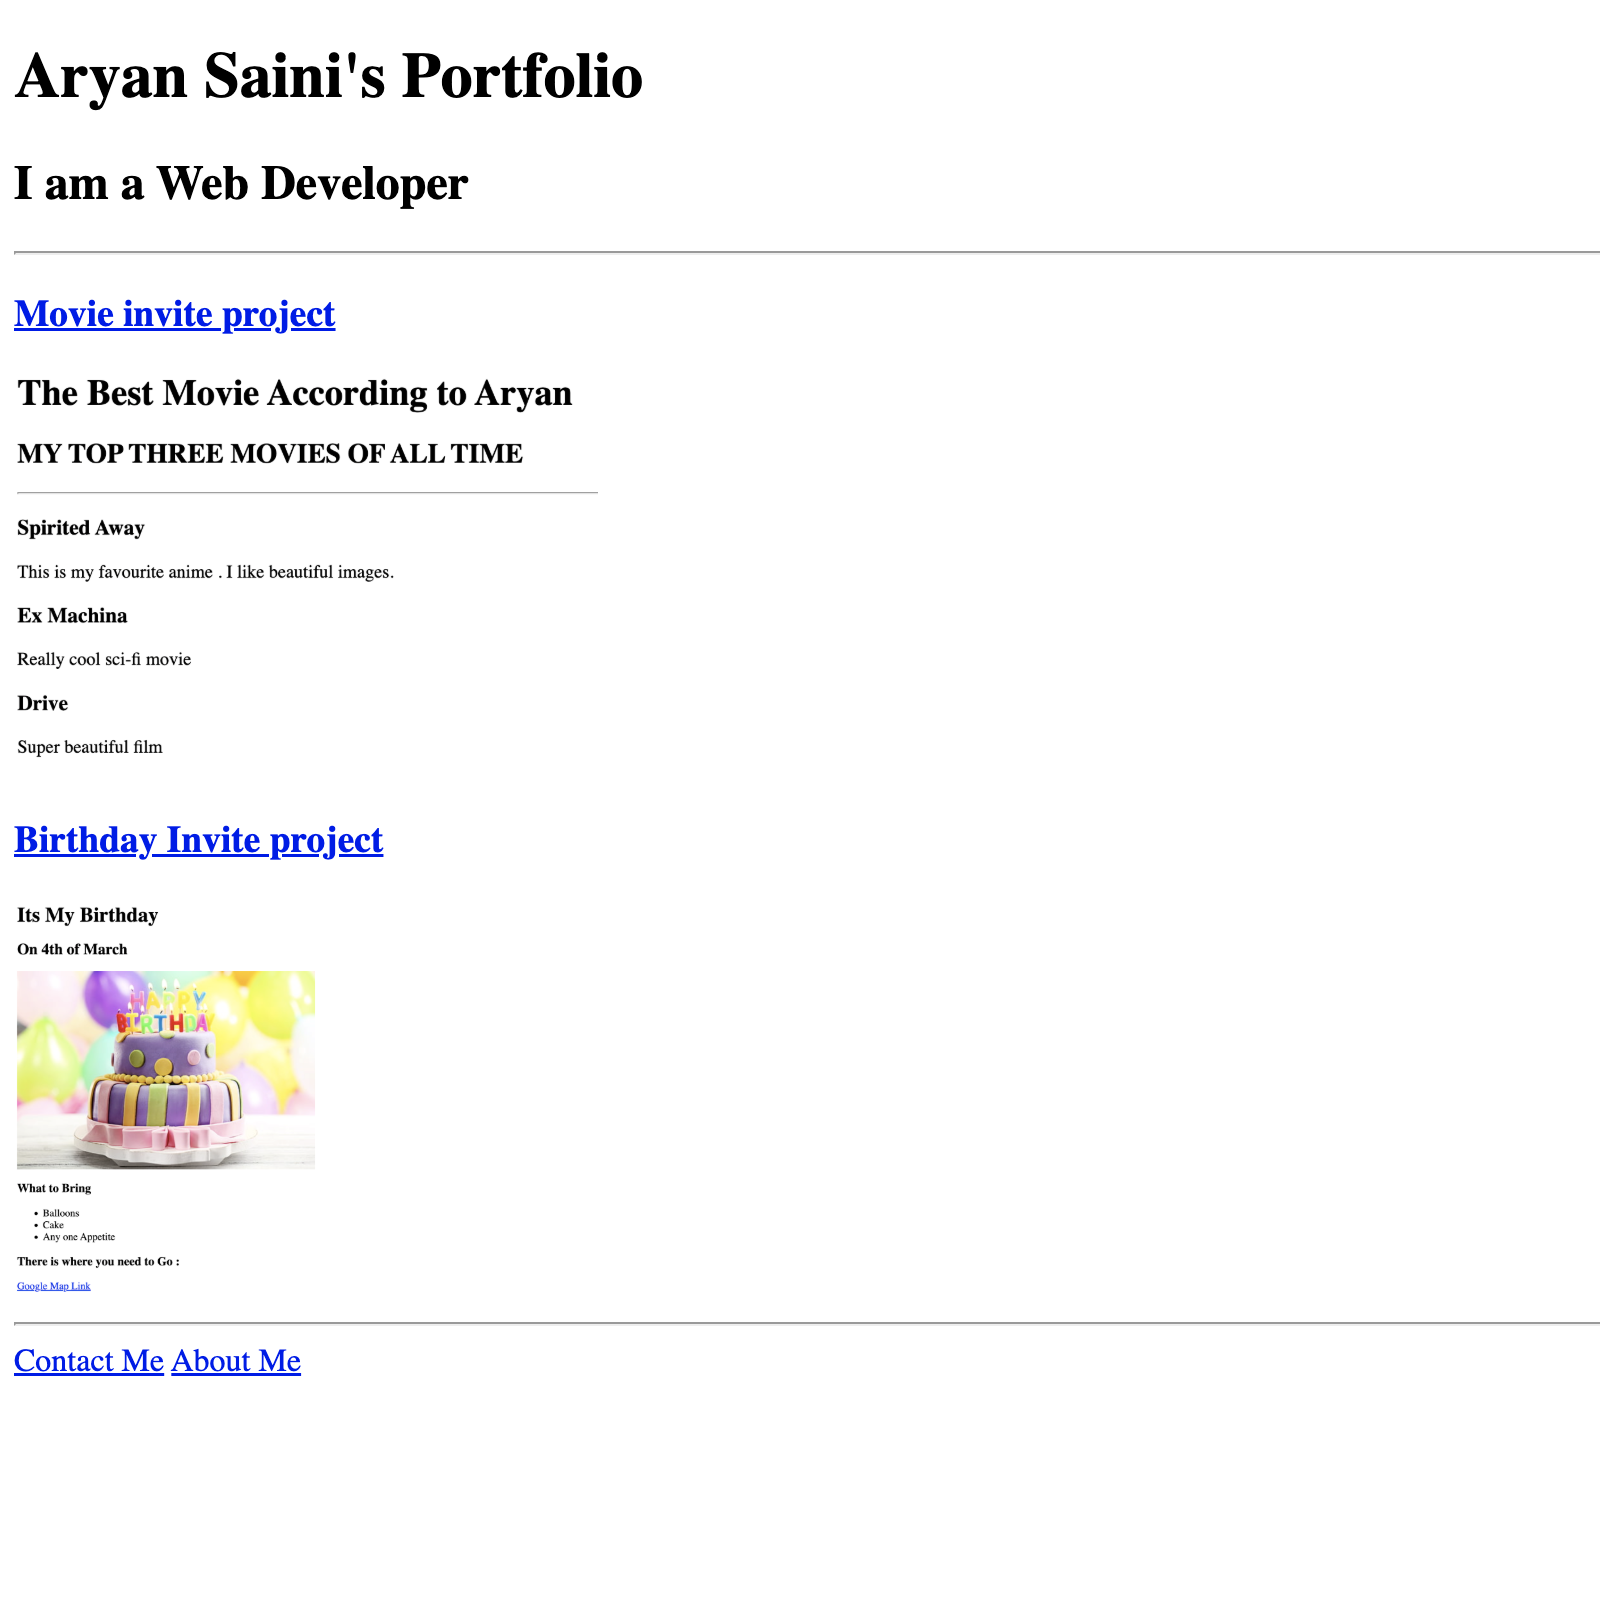 Aryan Saini's Portfolio
I am a Web Developer
Movie invite project
The Best Movie According to Aryan
MY TOP THREE MOVIES OF ALL TIME
Spirited Away
This is my favourite anime . I like beautiful images.
Ex Machina
Really cool sci-fi movie
Drive
Super beautiful film
Birthday Invite project
Its My Birthday
On 4th of March
HAPPY
BIRTHDAY
What to Bring
• Balloons
• Cake
• Any one Appetite
There is where you need to Go :
Google Map Link
Contact Me About Me